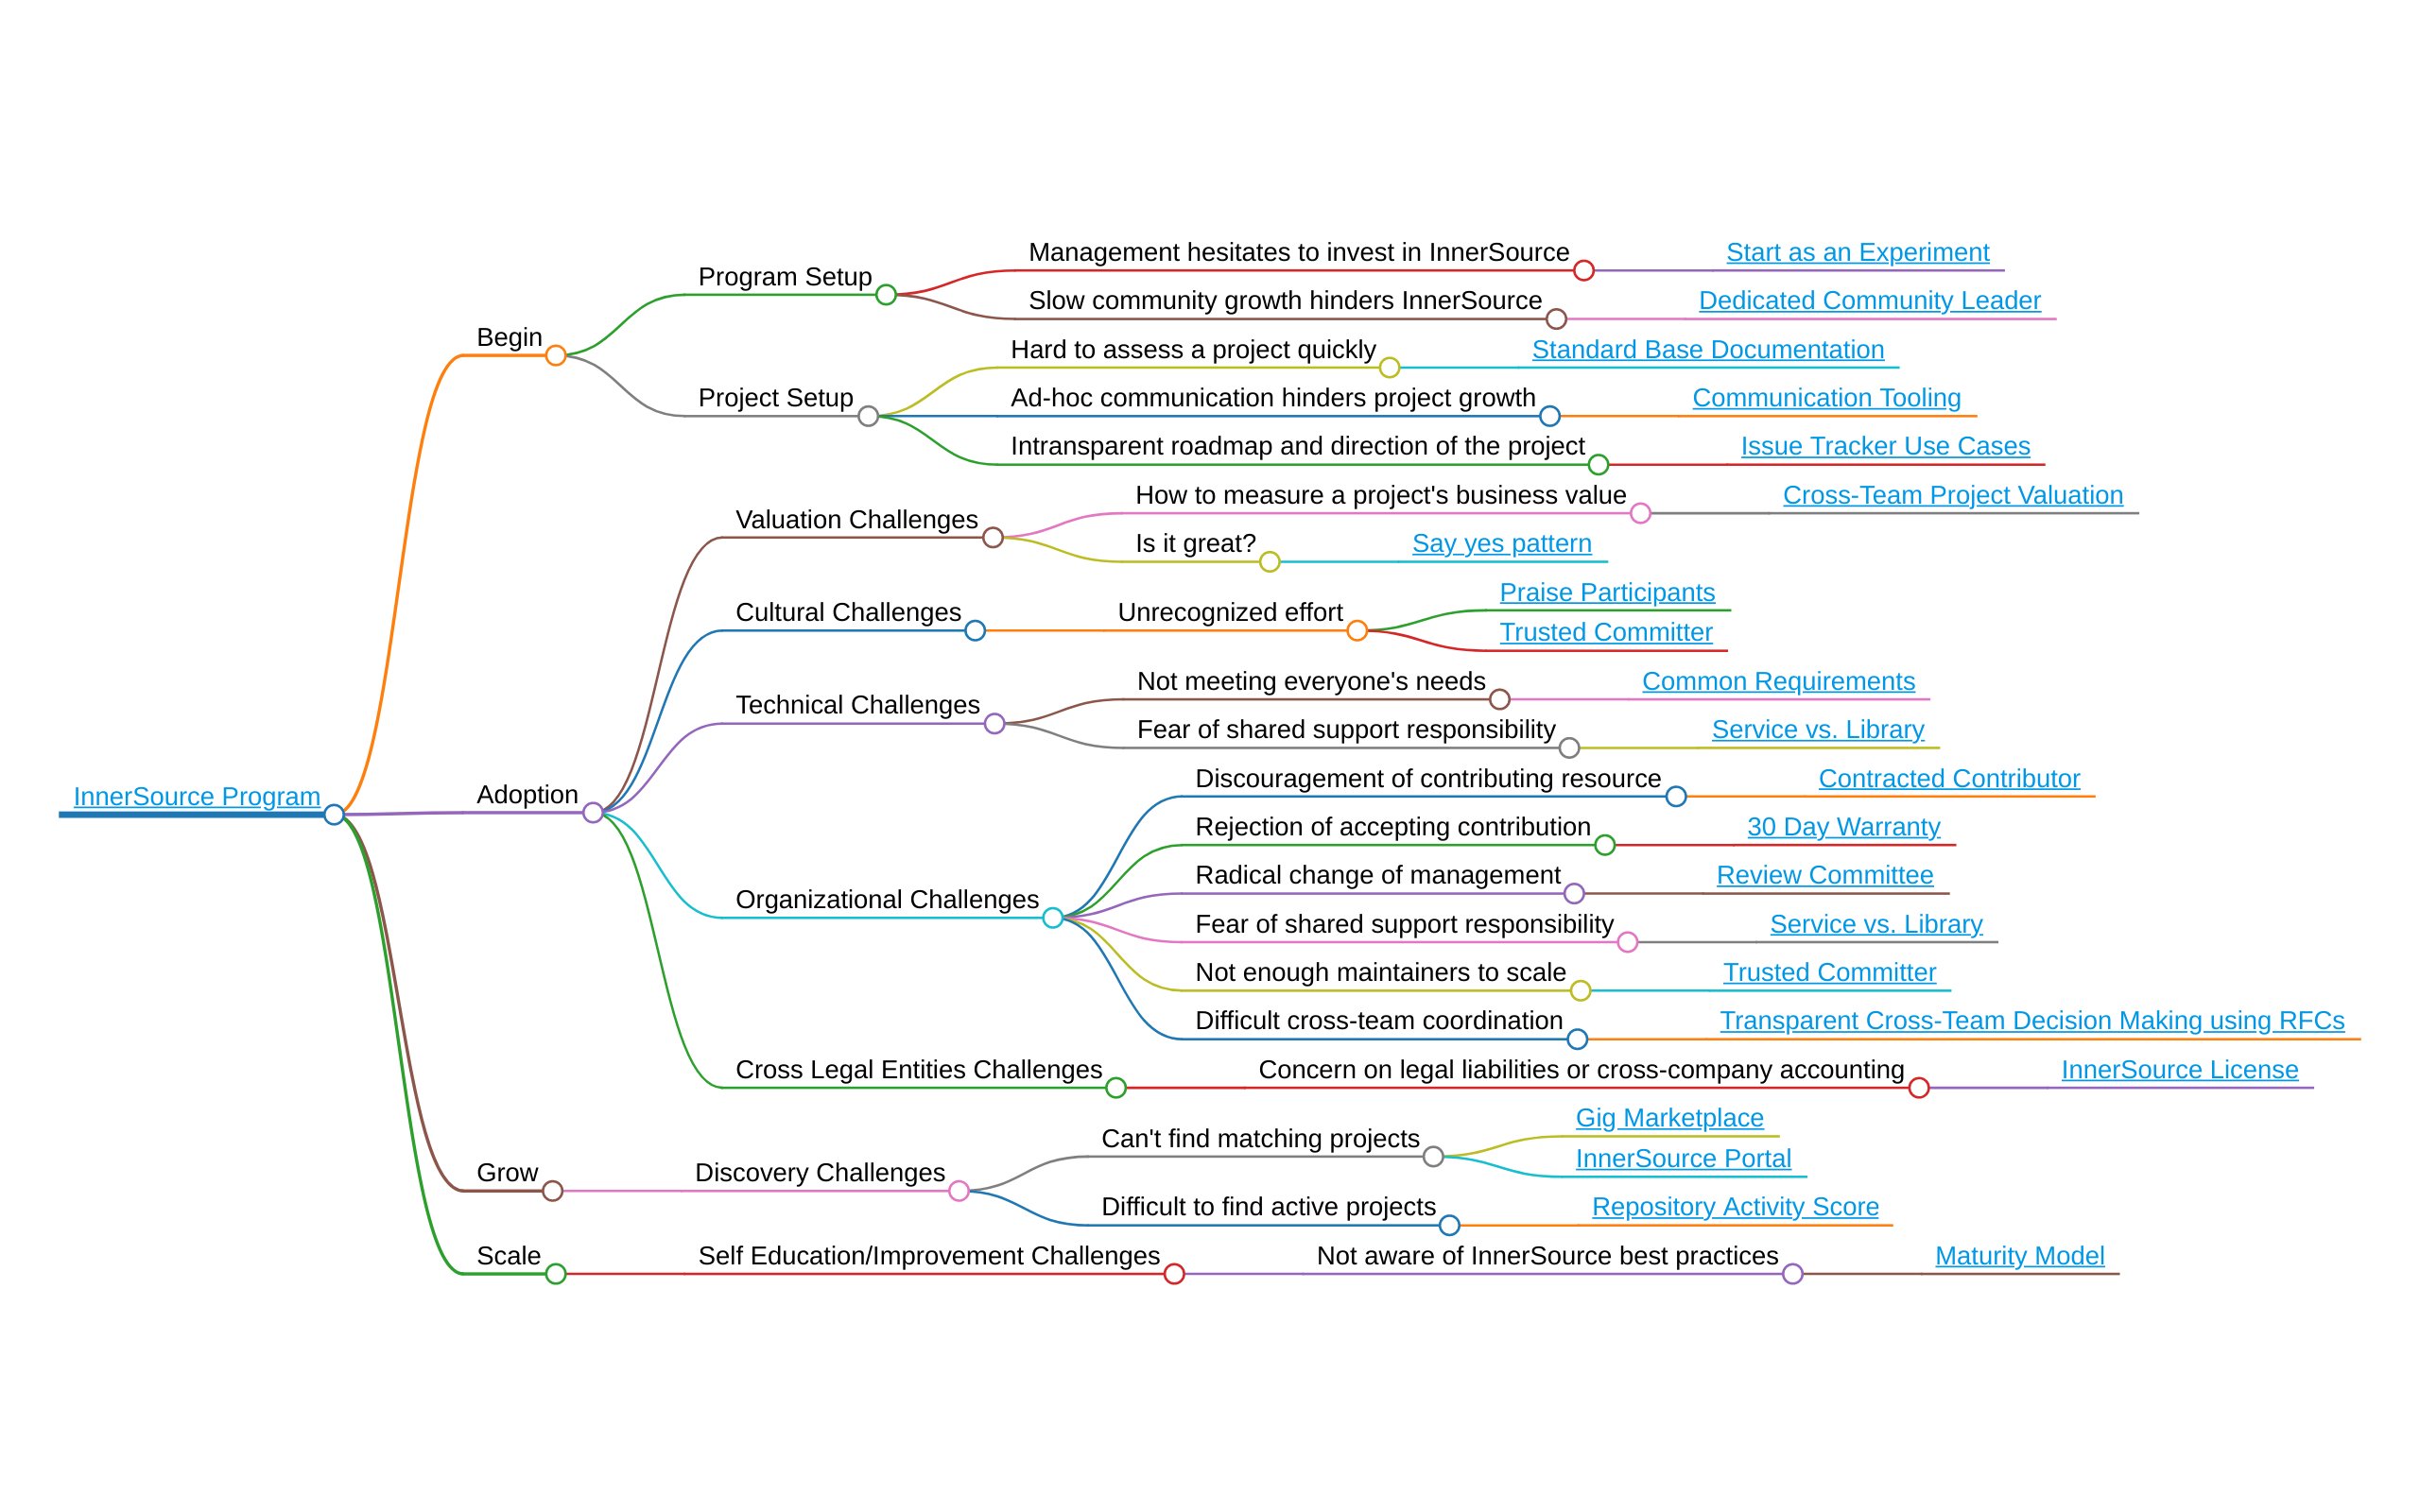 Management hesitates to invest in InnerSource
Start as an Experiment
Program Setup
Slow community growth hinders InnerSource
Dedicated Community Leader
Begin
Hard to assess a project quickly
Standard Base Documentation
Project Setup
Ad-hoc communication hinders project growth
Communication Tooling
Intransparent roadmap and direction of the project
Issue Tracker Use Cases
How to measure a project's business value
Cross-Team Project Valuation
Valuation Challenges
Is it great?
Say yes pattern
Praise Participants
Cultural Challenges
Unrecognized effort
Trusted Committer
Not meeting everyone's needs
Common Requirements
Technical Challenges
Fear of shared support responsibility
Service vs. Library
InnerSource Program
Adoption
Discouragement of contributing resource
Contracted Contributor
Rejection of accepting contribution
30 Day Warranty
Radical change of management
Review Committee
Organizational Challenges
Fear of shared support responsibility
Service vs. Library
Not enough maintainers to scale
Trusted Committer
Difficult cross-team coordination
Transparent Cross-Team Decision Making using RFCs
Cross Legal Entities Challenges
Concern on legal liabilities or cross-company accounting
InnerSource License
Gig Marketplace
Can't find matching projects
InnerSource Portal
Grow
Discovery Challenges
Difficult to find active projects
Repository Activity Score
Scale
Self Education/Improvement Challenges
Not aware of InnerSource best practices
Maturity Model